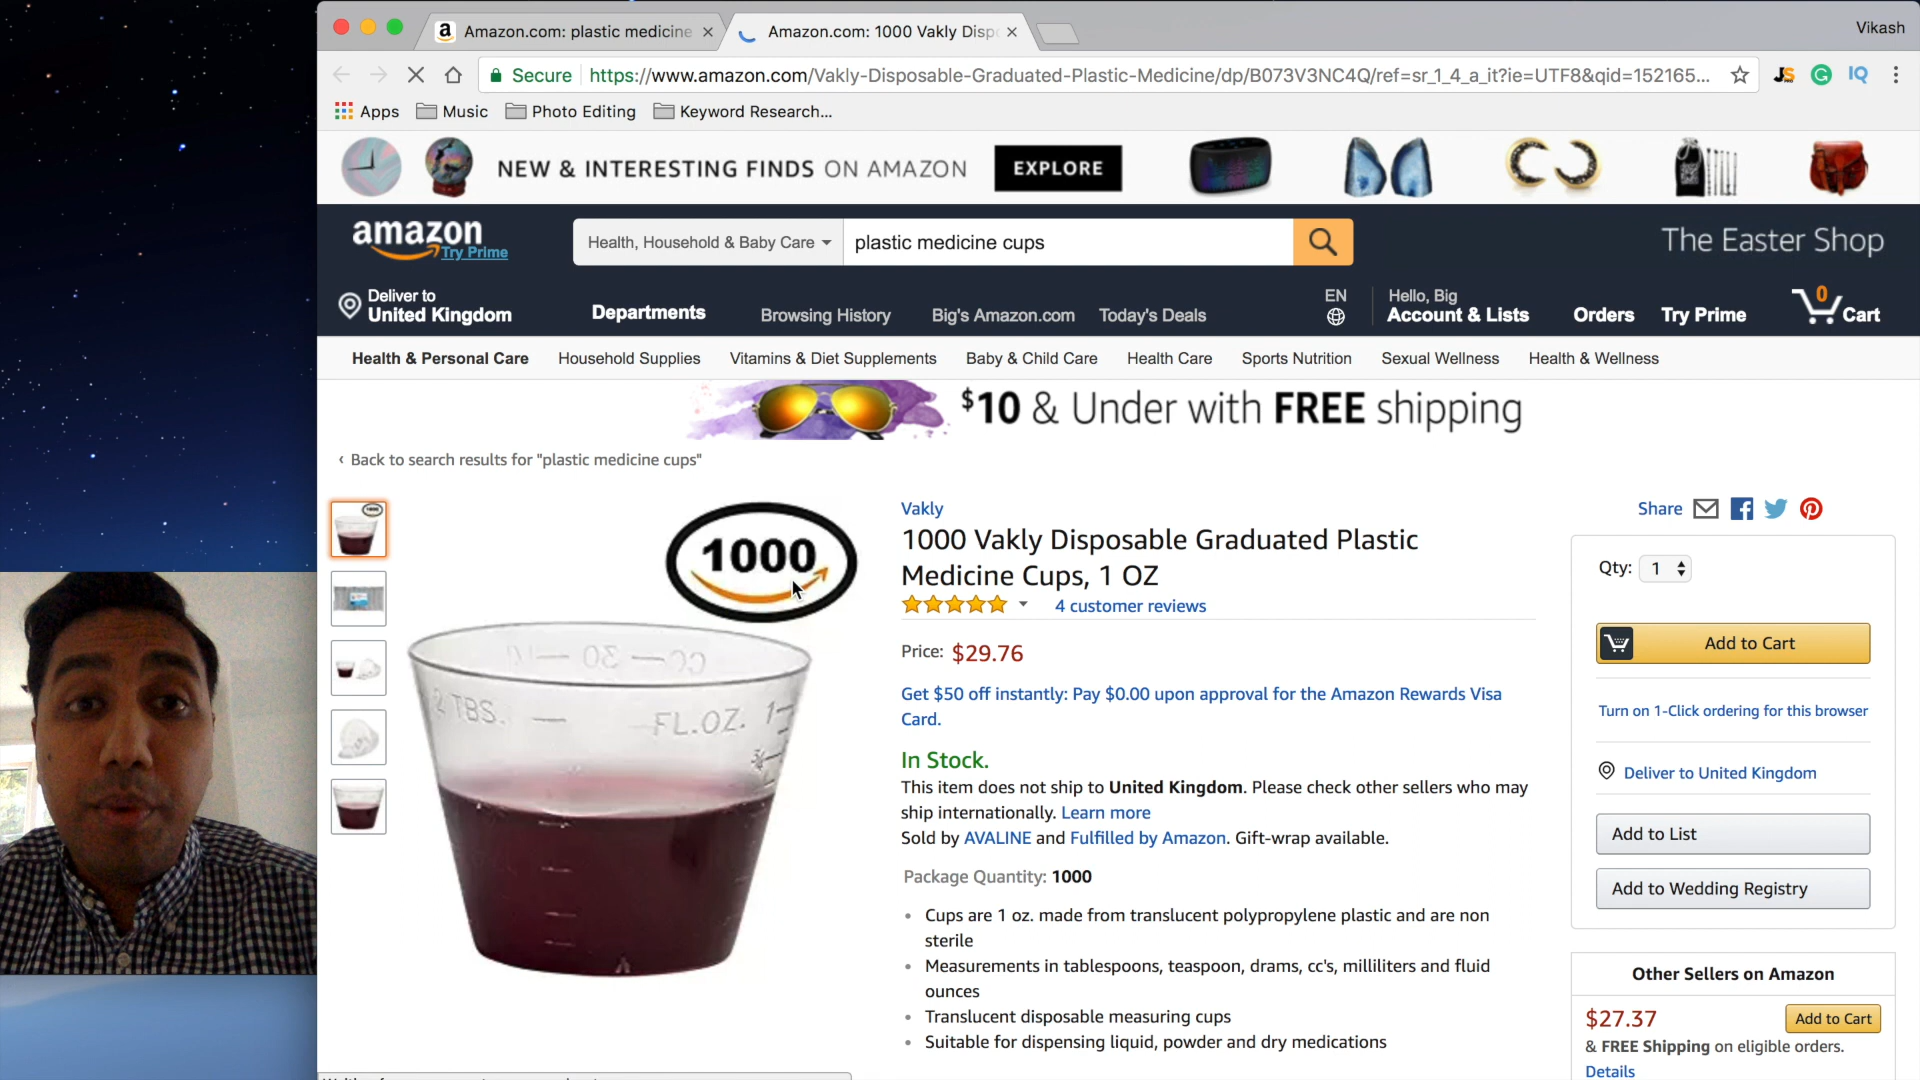 Amazon.com: plastic medicine
Amazon.com: 1000 Vakly Disp
Vikash
Secure https://www.amazon.com/Vakly-Disposable-Graduated-Plastic-Medicine/dp/B073V3NC4Q/ref=sr_1_4_a_it?ie=UTF8&qid=152165...
Apps Music Photo Editing Keyword Research...
NEW & INTERESTING FINDS ON AMAZON EXPLORE
amazon
Try Prime
Health, Household & Baby Care
plastic medicine cups
The Easter Shop
Deliver to
United Kingdom
Departments
Browsing History Big's Amazon.com Today's Deals
EN
Hello, Big
Account & Lists
Orders
Try Prime
0
Cart
Health & Personal Care Household Supplies Vitamins & Diet Supplements Baby & Child Care Health Care Sports Nutrition Sexual Wellness Health & Wellness
$10 & Under with FREE shipping
‹ Back to search results for "plastic medicine cups"
1000
2 TBS.
FL.OZ. 1
30
CC
Vakly
1000 Vakly Disposable Graduated Plastic
Medicine Cups, 1 OZ
4 customer reviews
Price: $29.76
Get $50 off instantly: Pay $0.00 upon approval for the Amazon Rewards Visa
Card.
In Stock.
This item does not ship to United Kingdom. Please check other sellers who may
ship internationally. Learn more
Sold by AVALINE and Fulfilled by Amazon. Gift-wrap available.
Package Quantity: 1000
• Cups are 1 oz. made from translucent polypropylene plastic and are non
sterile
• Measurements in tablespoons, teaspoon, drams, cc's, milliliters and fluid
ounces
• Translucent disposable measuring cups
• Suitable for dispensing liquid, powder and dry medications
Share
Qty: 1
Add to Cart
Turn on 1-Click ordering for this browser
Deliver to United Kingdom
Add to List
Add to Wedding Registry
Other Sellers on Amazon
$27.37
Add to Cart
& FREE Shipping on eligible orders.
Details